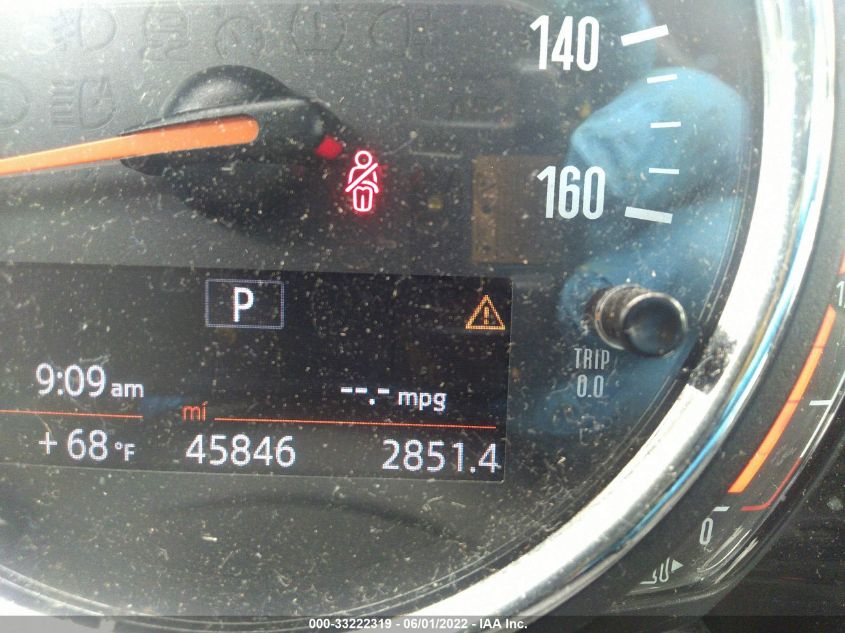 140
160
P
TRIP
0.0
9:09 am
--.- mpg
mi
+68 °F
45846
2851.4
0
000-33222319 - 06/01/2022 - IAA Inc.